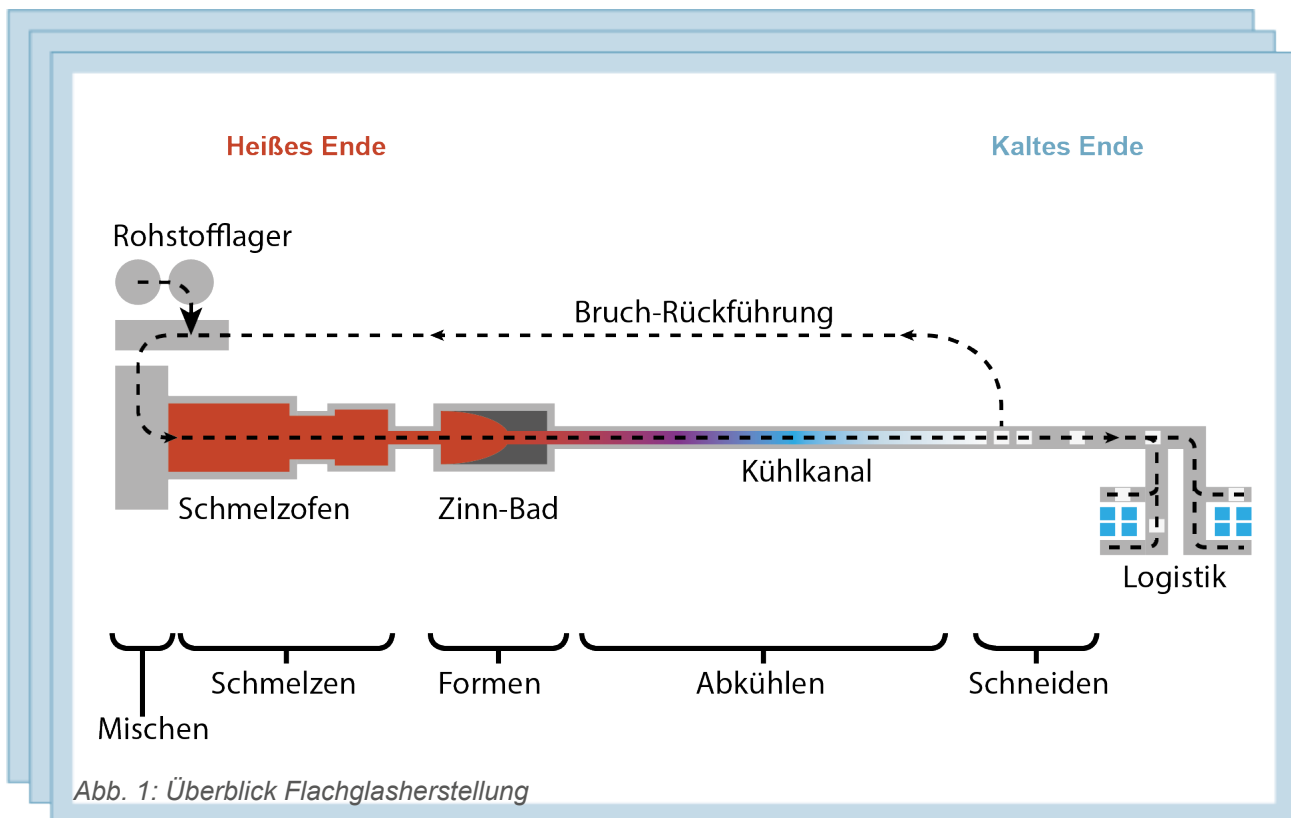 Heißes Ende
Kaltes Ende
Rohstofflager
Bruch-Rückführung
Kühlkanal
Schmelzofen
Zinn-Bad
Logistik
Schmelzen
Formen
Abkühlen
Schneiden
Mischen
Abb. 1: Überblick Flachglasherstellung